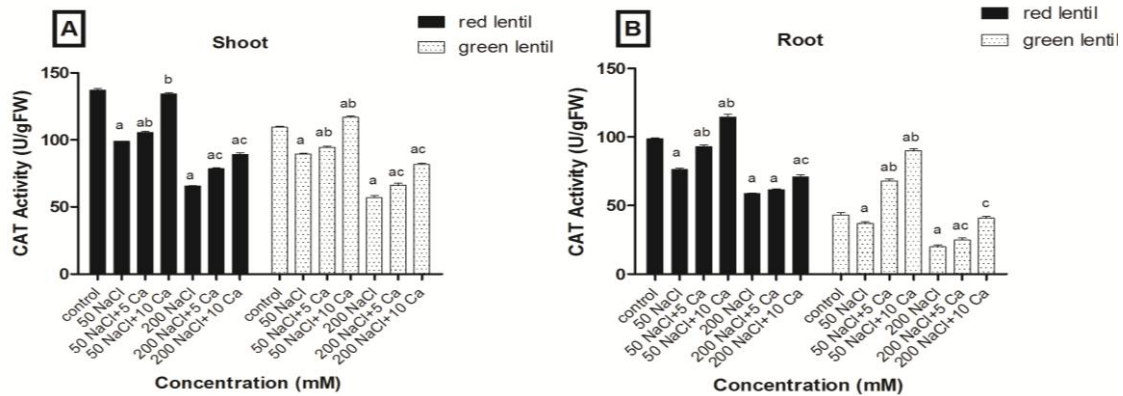 A
Shoot
red lentil
green lentil
CAT Activity (U/gFW)
150
100
50
0
a
ab
b
a
ac
ac
a
ab
ab
a
ac
ac
control
50 NaCl
50 NaCl+5 Ca
50 NaCl+10 Ca
200 NaCl
200 NaCl+5 Ca
200 NaCl+10 Ca
control
50 NaCl
50 NaCl+5 Ca
50 NaCl+10 Ca
200 NaCl
200 NaCl+5 Ca
200 NaCl+10 Ca
Concentration (mM)
B
Root
red lentil
green lentil
CAT Activity (U/gFW)
150
100
50
0
a
ab
ab
a
a
ac
a
ab
ab
a
ac
c
control
50 NaCl
50 NaCl+5 Ca
50 NaCl+10 Ca
200 NaCl
200 NaCl+5 Ca
200 NaCl+10 Ca
control
50 NaCl
50 NaCl+5 Ca
50 NaCl+10 Ca
200 NaCl
200 NaCl+5 Ca
200 NaCl+10 Ca
Concentration (mM)